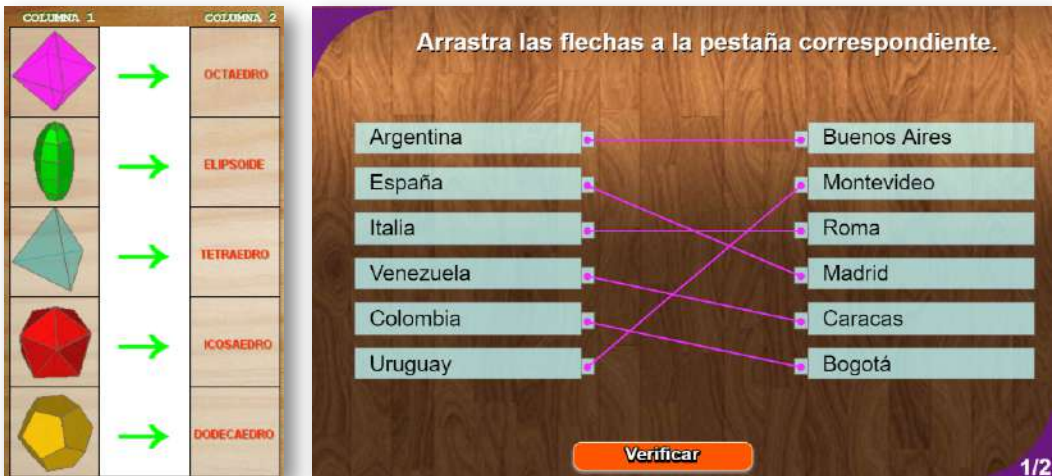 COLUMNA 1
COLUMNA 2
OCTAEDRO
ELIPSOIDE
TETRAEDRO
ICOSAEDRO
DODECAEDRO
Arrastra las flechas a la pestaña correspondiente.
Argentina
Buenos Aires
España
Montevideo
Italia
Roma
Venezuela
Madrid
Colombia
Caracas
Uruguay
Bogotá
Verificar
1/2